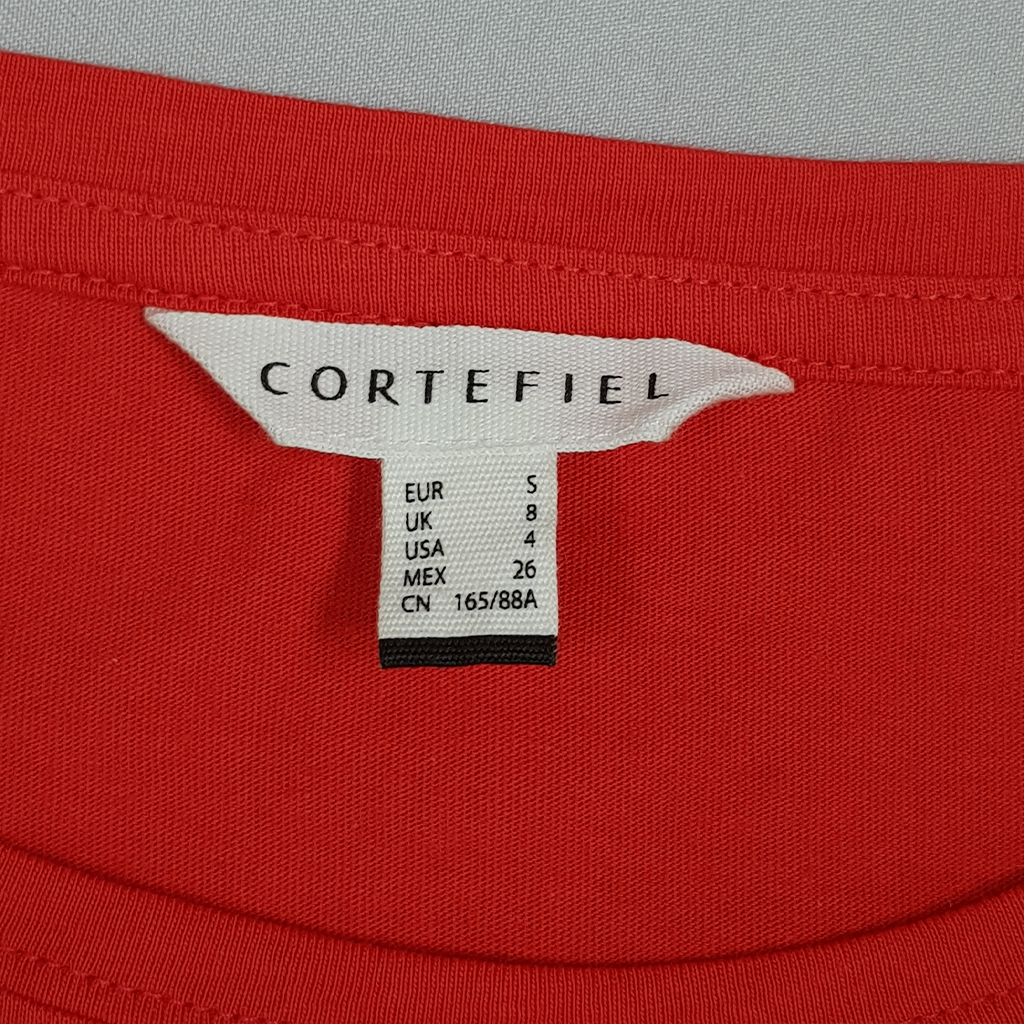 CORTEFIEL
EUR S
UK 8
USA 4
MEX 26
CN 165/88A